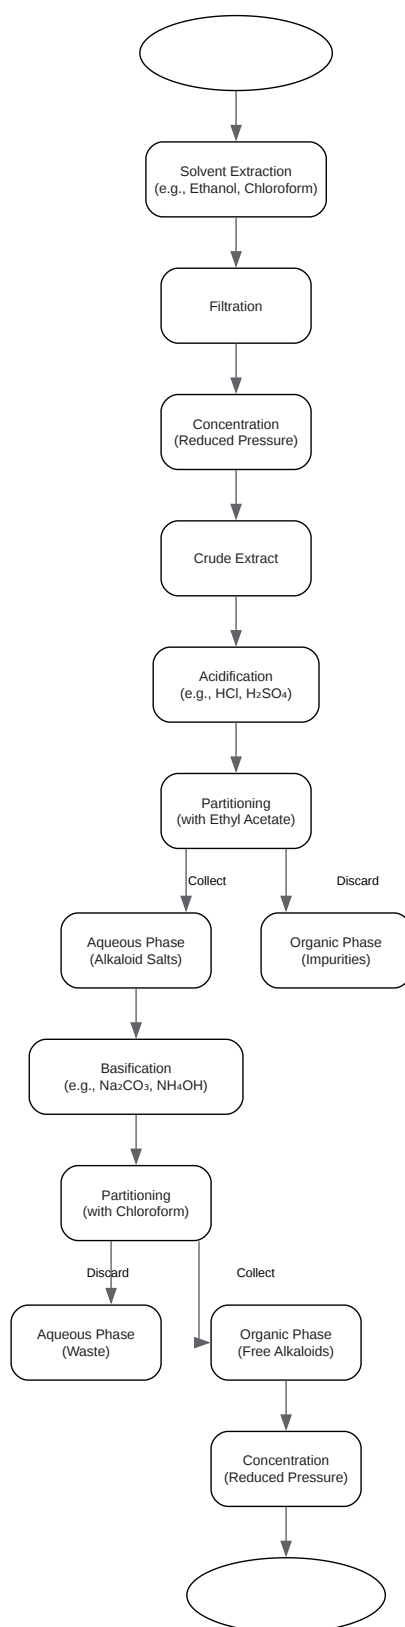 Solvent Extraction
(e.g., Ethanol, Chloroform)
Filtration
Concentration
(Reduced Pressure)
Crude Extract
Acidification
(e.g., HCl, H₂SO₄)
Partitioning
(with Ethyl Acetate)
Collect
Discard
Aqueous Phase
(Alkaloid Salts)
Organic Phase
(Impurities)
Basification
(e.g., Na₂CO₃, NH₄OH)
Partitioning
(with Chloroform)
Discard
Collect
Aqueous Phase
(Waste)
Organic Phase
(Free Alkaloids)
Concentration
(Reduced Pressure)